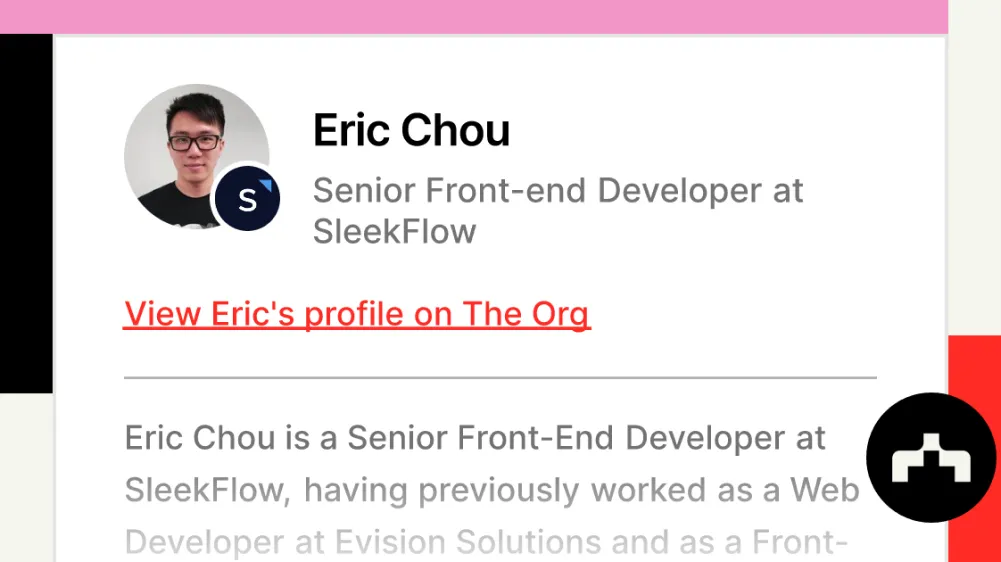 Eric Chou
Senior Front-end Developer at
SleekFlow
S
View Eric's profile on The Org
Eric Chou is a Senior Front-End Developer at
SleekFlow, having previously worked as a Web
Developer at Evision Solutions and as a Front-